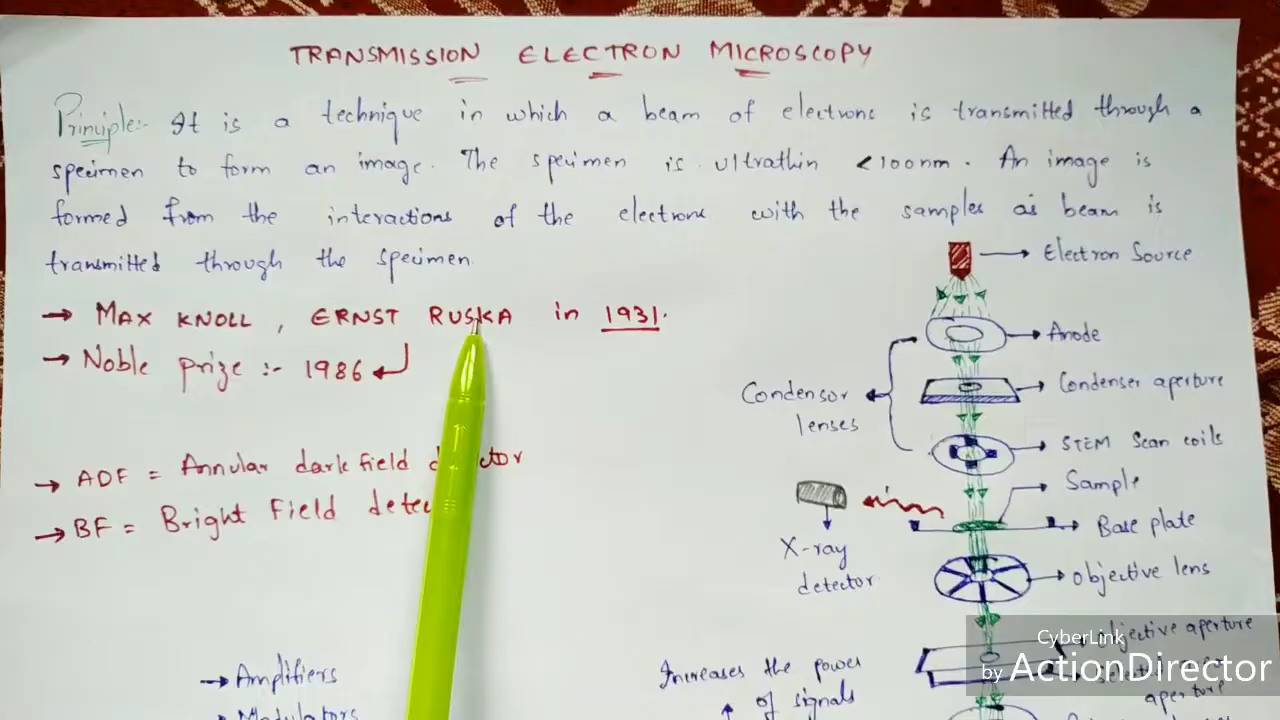 TRANSMISSION ELECTRON MICROSCOPY
Principle:- It is a technique in which a beam of electrons is transmitted through a
specimen to form an image. The specimen is ultrathin <100nm. An image is
formed from the interactions of the electrons with the samples as beam is
transmitted through the specimen.
→ MAX KNOLL, ERNST RUSKA in 1931.
→ Noble prize :- 1986
→ ADF = Annular dark field
→ BF = Bright Field
Electron Source
Anode
Condensor
lenses
Condenser aperture
STEM Scan coils
Sample
Base plate
X-ray
detector
objective lens
objective aperture
aperture
→ Amplifiers
Modulators
Increases the power
of signals
CyberLink
by ActionDirector